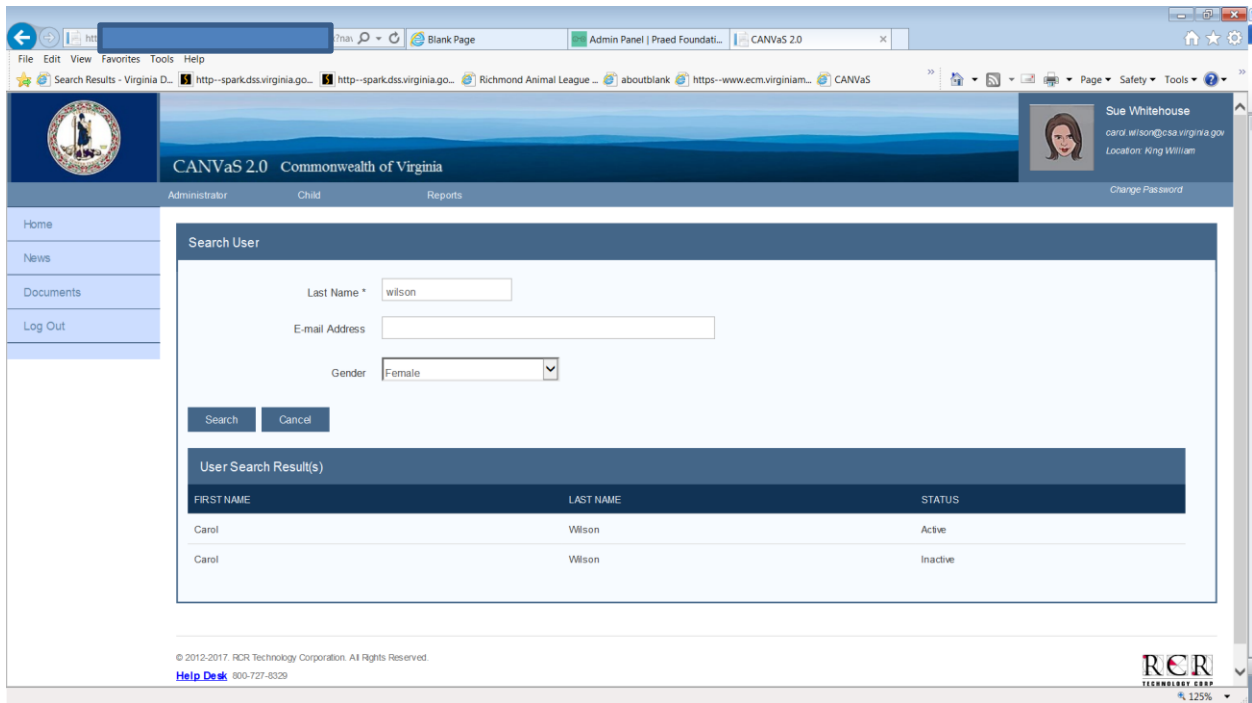 htt
?nav
Blank Page
Admin Panel | Praed Foundati...
CANVaS 2.0
File Edit View Favorites Tools Help
Search Results - Virginia D... http--spark.dss.virginia.go... http--spark.dss.virginia.go... Richmond Animal League ... aboutblank https--www.ecm.virginiam... CANVaS
Page Safety Tools
Sue Whitehouse
carol.wilson@csa.virginia.gov
Location: King William
CANVaS 2.0 Commonwealth of Virginia
Administrator Child Reports
Change Password
Home
News
Documents
Log Out
Search User
Last Name * wilson
E-mail Address
Gender Female
Search Cancel
User Search Result(s)
FIRST NAME LAST NAME STATUS
Carol Wilson Active
Carol Wilson Inactive
© 2012-2017. RCR Technology Corporation. All Rights Reserved.
Help Desk 800-727-8329
RCR
TECHNOLOGY CORP
125%